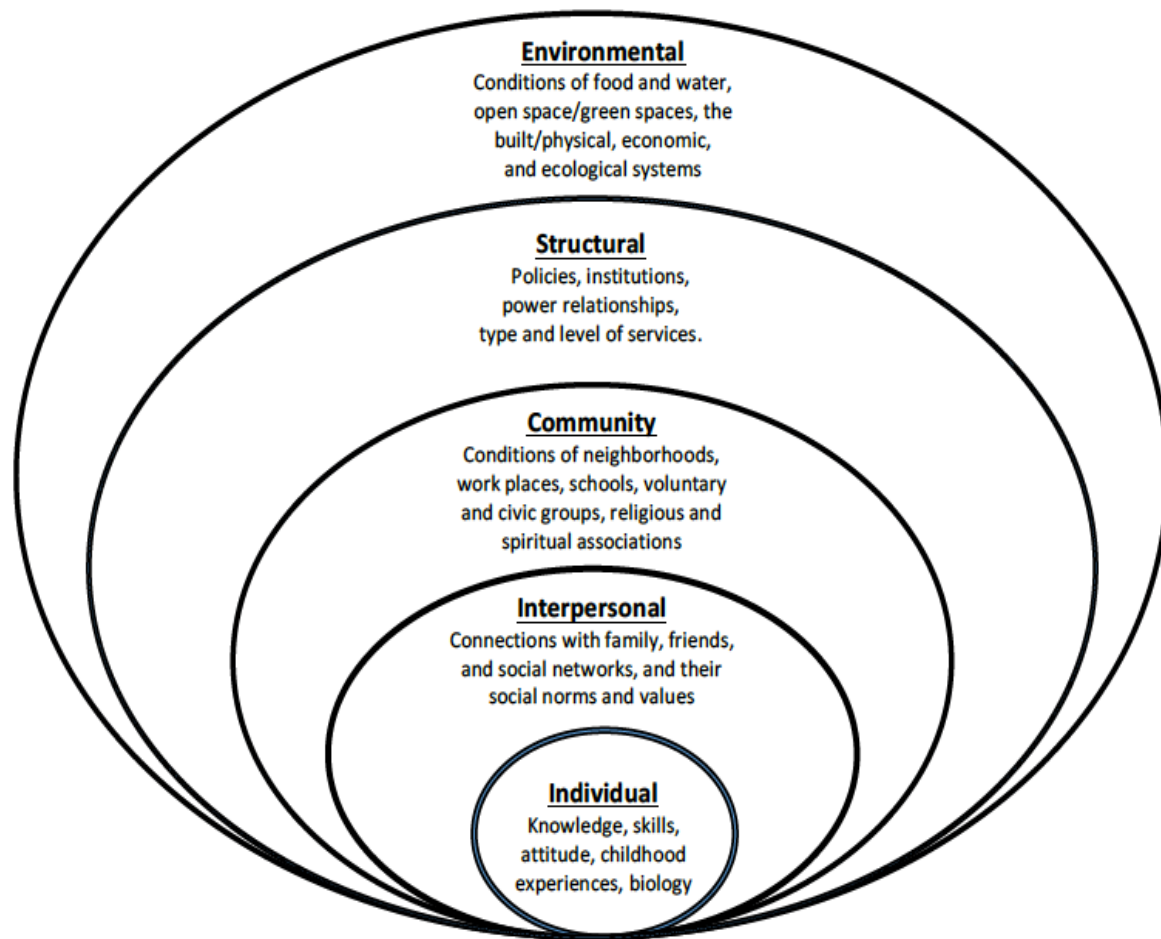 Environmental
Conditions of food and water,
open space/green spaces, the
built/physical, economic,
and ecological systems
Structural
Policies, institutions,
power relationships,
type and level of services.
Community
Conditions of neighborhoods,
work places, schools, voluntary
and civic groups, religious and
spiritual associations
Interpersonal
Connections with family, friends,
and social networks, and their
social norms and values
Individual
Knowledge, skills,
attitude, childhood
experiences, biology